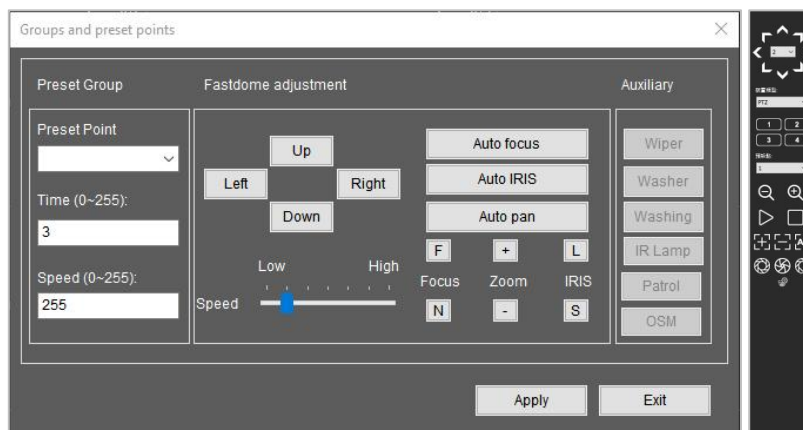 Groups and preset points
Preset Group
Fastdome adjustment
Auxiliary
Preset Point
Time (0~255):
3
Speed (0~255):
255
Up
Left
Right
Down
Low
High
Speed
Auto focus
Auto IRIS
Auto pan
F
+
L
Focus
Zoom
IRIS
N
-
S
Wiper
Washer
Washing
IR Lamp
Patrol
OSM
Apply
Exit
2
PTZ
1
2
3
4
1